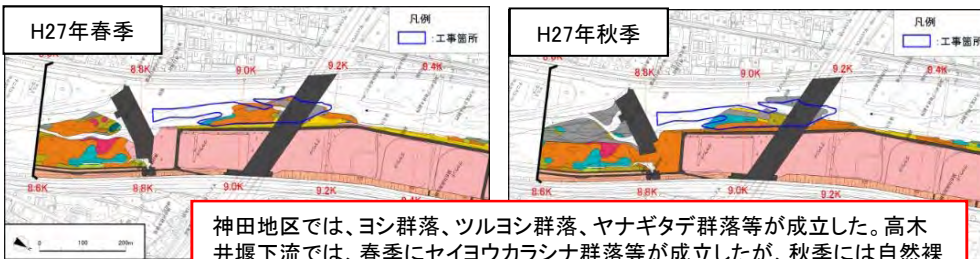 H27年春季
凡例
:工事箇所
8.8K
9.0K
9.2K
9.4K
8.6K
8.8K
9.0K
9.2K
0 100 200m
H27年秋季
凡例
:工事箇所
8.8K
9.0K
9.2K
9.4K
8.6K
8.8K
9.0K
9.2K
神田地区では、ヨシ群落、ツルヨシ群落、ヤナギタデ群落等が成立した。高木
井堰下流では、春季にセイヨウカラシナ群落等が成立したが、秋季には自然裸